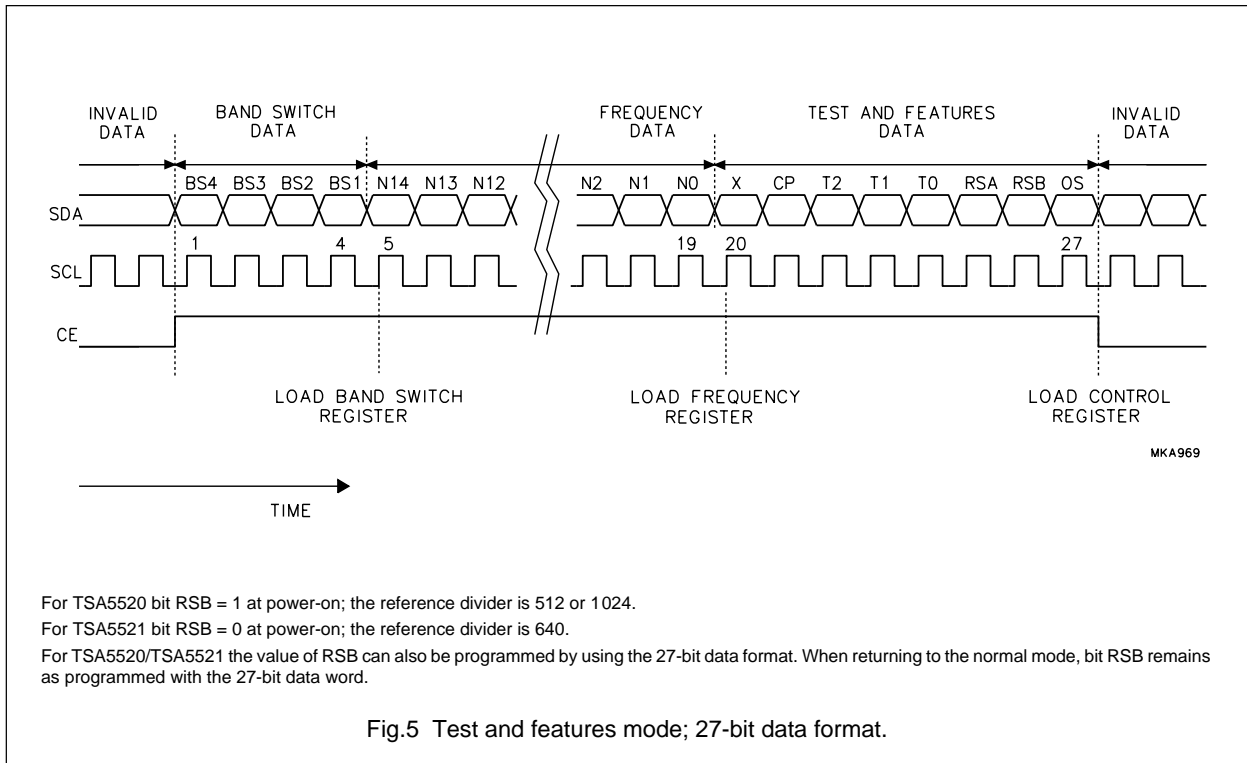 INVALID DATA
BAND SWITCH DATA
FREQUENCY DATA
TEST AND FEATURES DATA
INVALID DATA
BS4 BS3 BS2 BS1 N14 N13 N12 N2 N1 N0 X CP T2 T1 T0 RSA RSB OS
SDA
1 4 5 19 20 27
SCL
CE
LOAD BAND SWITCH REGISTER
LOAD FREQUENCY REGISTER
LOAD CONTROL REGISTER
MKA969
TIME
For TSA5520 bit RSB = 1 at power-on; the reference divider is 512 or 1024.
For TSA5521 bit RSB = 0 at power-on; the reference divider is 640.
For TSA5520/TSA5521 the value of RSB can also be programmed by using the 27-bit data format. When returning to the normal mode, bit RSB remains
as programmed with the 27-bit data word.
Fig.5 Test and features mode; 27-bit data format.